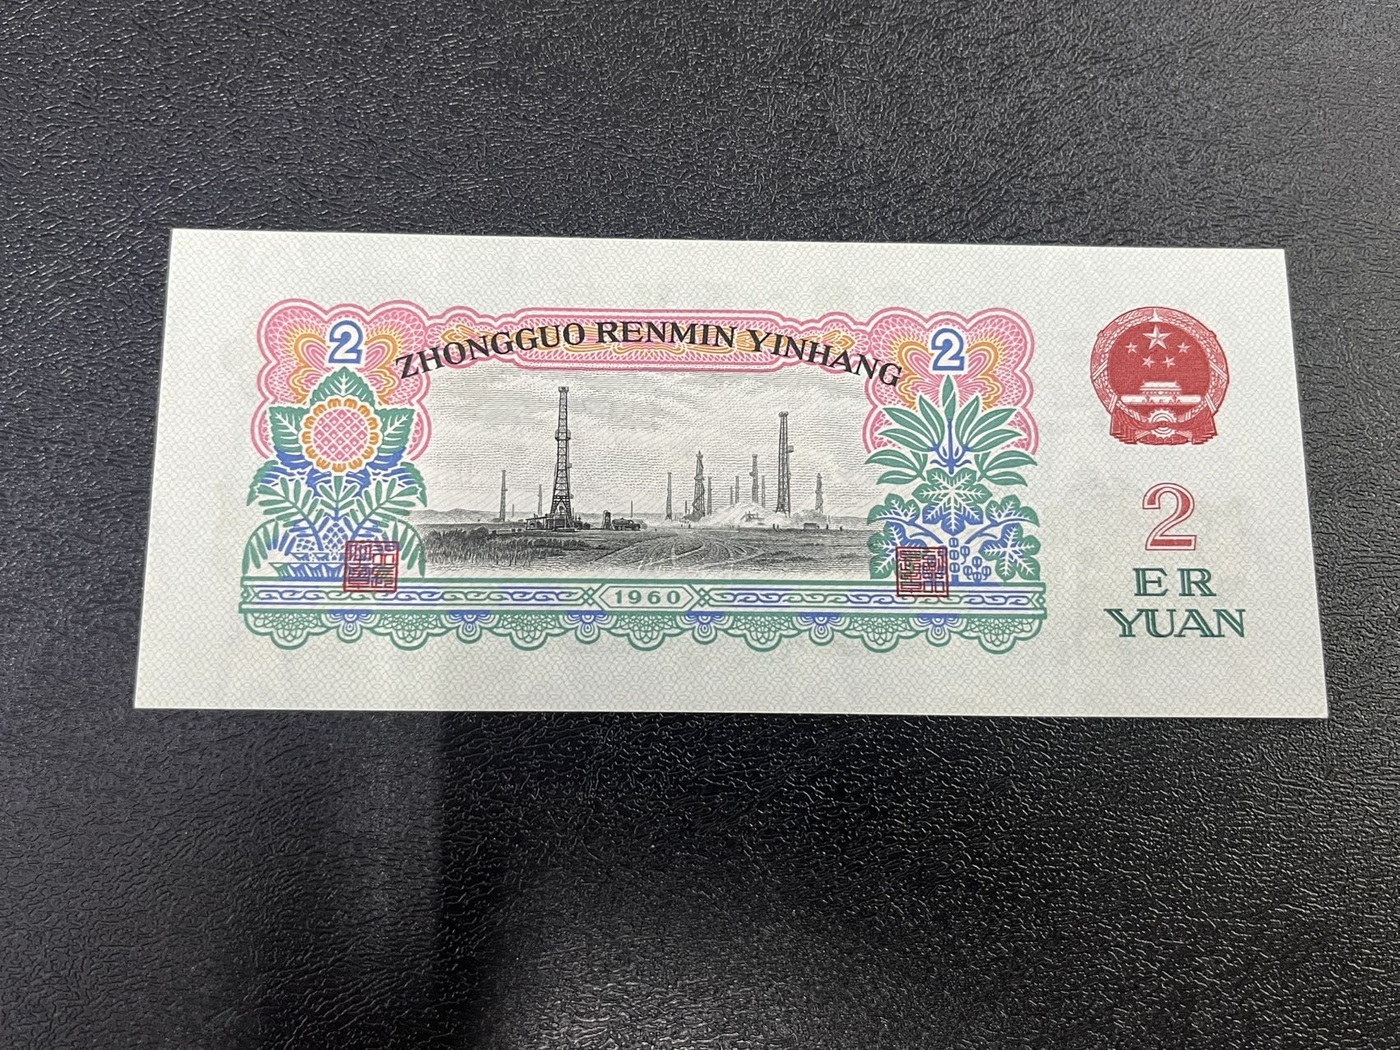 2
ZHONGGUO RENMIN YINHANG
2
1960
2
ER
YUAN